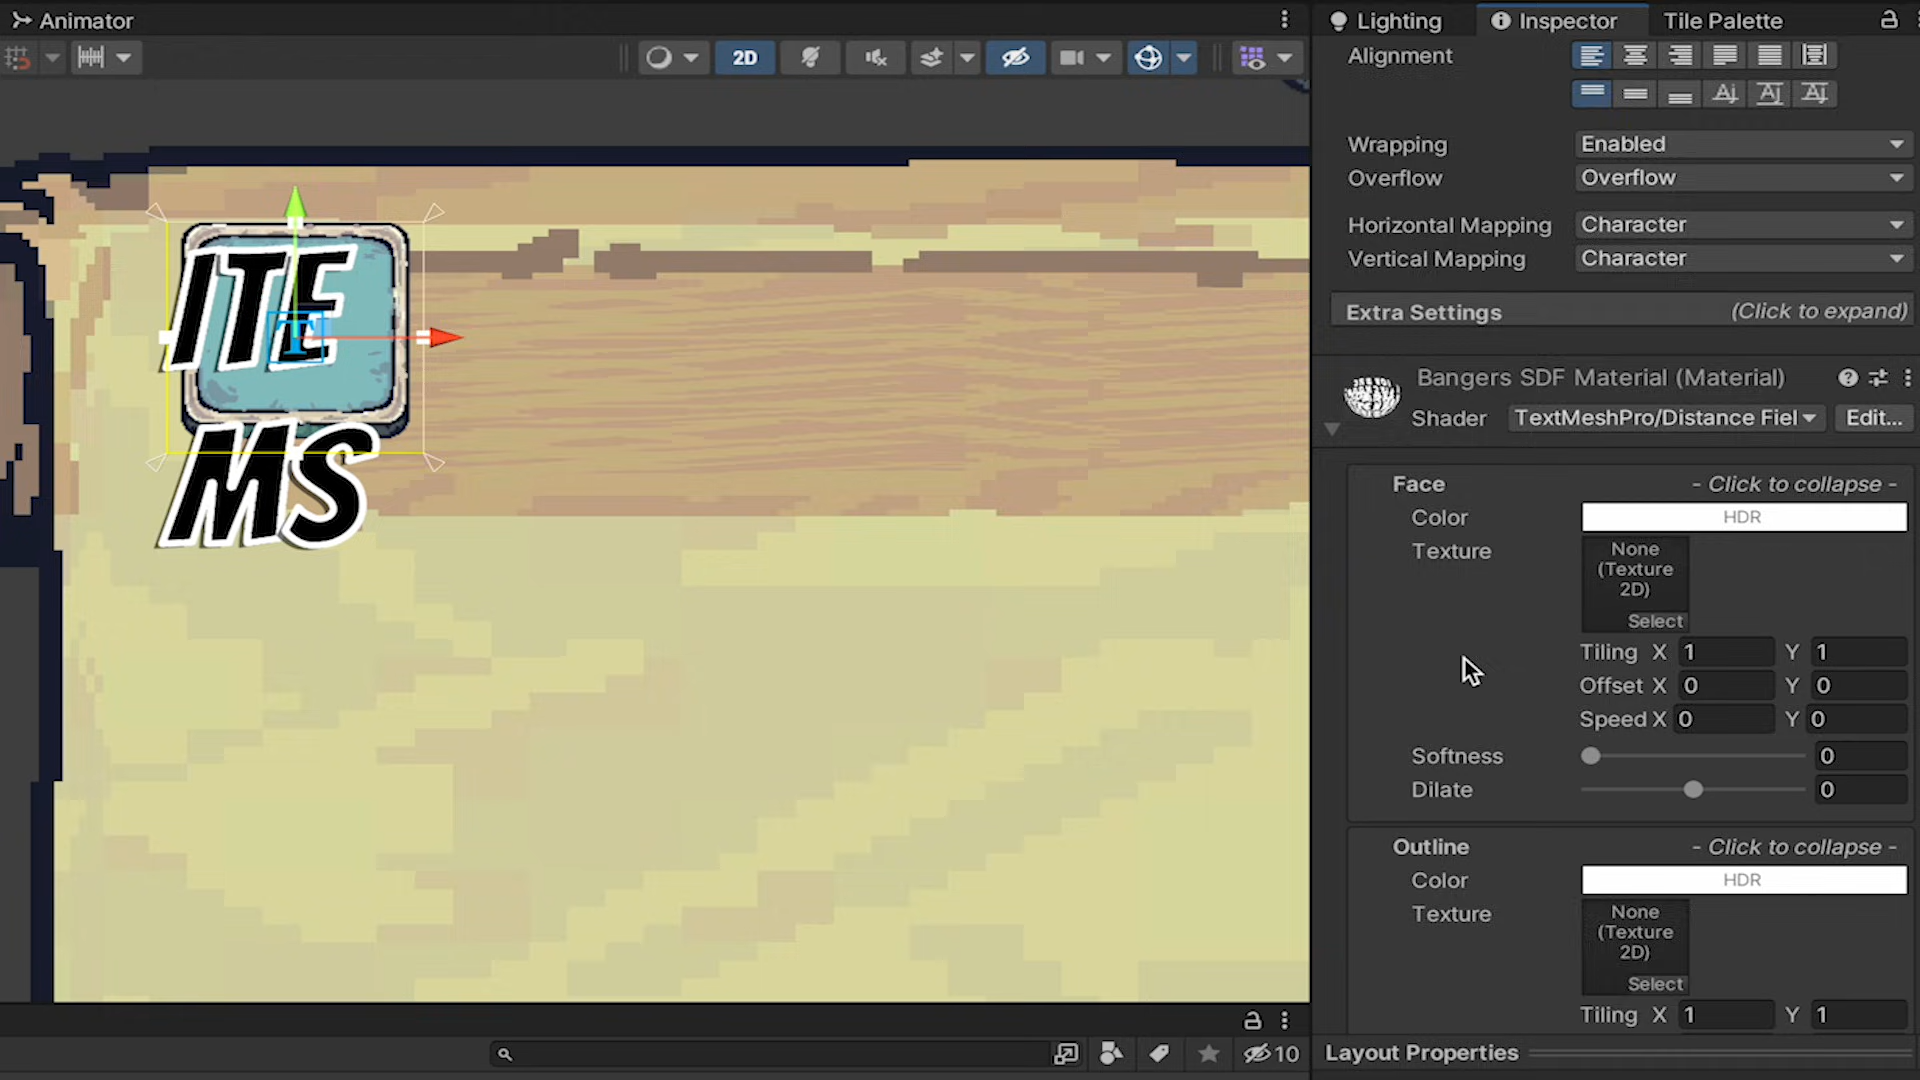 Animator
Lighting
Inspector
Tile Palette
2D
Alignment
Wrapping Enabled
Overflow Overflow
Horizontal Mapping Character
Vertical Mapping Character
Extra Settings (Click to expand)
Bangers SDF Material (Material)
Shader TextMeshPro/Distance Fiel Edit...
Face - Click to collapse -
Color HDR
Texture None
(Texture
2D)
Select
Tiling X 1 Y 1
Offset X 0 Y 0
Speed X 0 Y 0
Softness 0
Dilate 0
Outline - Click to collapse -
Color HDR
Texture None
(Texture
2D)
Select
Tiling X 1 Y 1
Layout Properties
ITE
T
MS
10